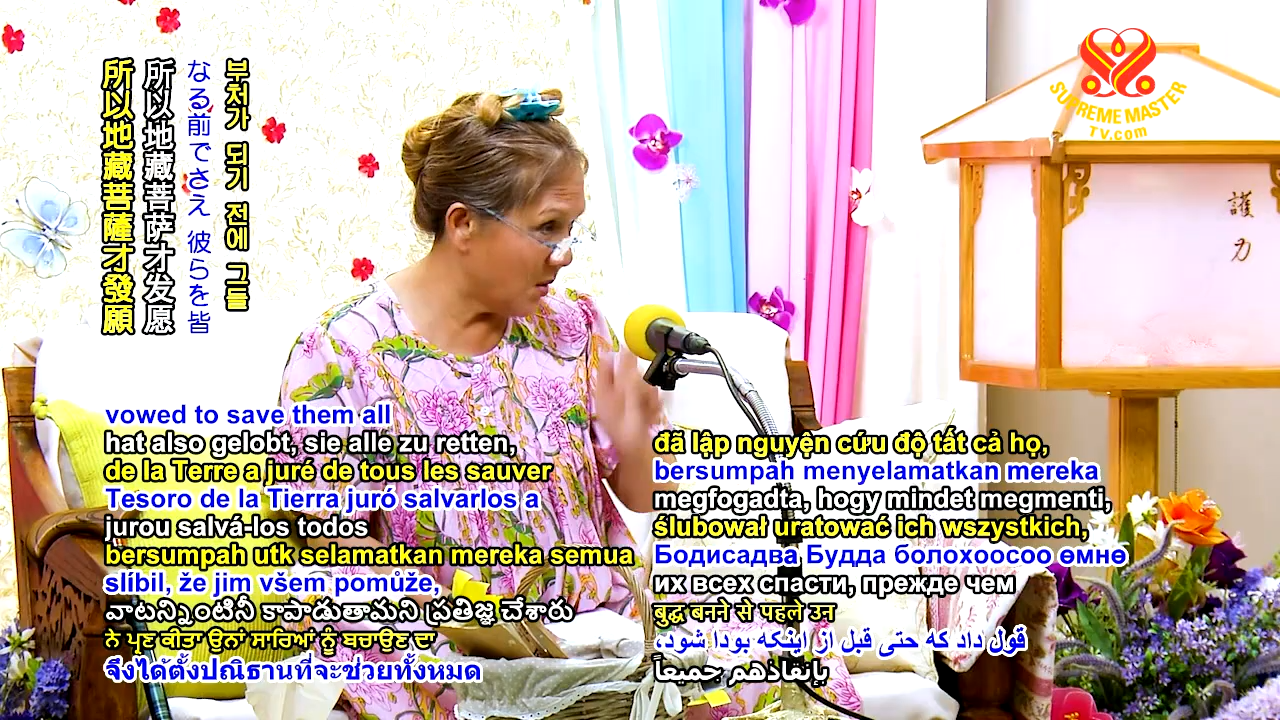 所以地藏菩薩才發願
所以地藏菩萨才发愿
なる前でさえ 彼らを皆
부처가 되기 전에 그들
SUPREME MASTER
TV.com
護力
vowed to save them all
hat also gelobt, sie alle zu retten,
de la Terre a juré de tous les sauver
Tesoro de la Tierra juró salvarlos a
jurou salvá-los todos
bersumpah utk selamatkan mereka semua
slíbil, že jim všem pomůže,
వాటన్నింటినీ కాపాడుతామని ప్రతిజ్ఞ చేశారు
ਨੇ ਪ੍ਰਣ ਕੀਤਾ ਉਨਾਂ ਸਾਰਿਆਂ ਨੂੰ ਬਚਾਉਣ ਦਾ
จึงได้ตั้งปณิธานที่จะช่วยทั้งหมด
đã lập nguyện cứu độ tất cả họ,
bersumpah menyelamatkan mereka
megfogadta, hogy mindet megmenti,
ślubował uratować ich wszystkich,
Бодисадва Будда болохоосоо өмнө
их всех спасти, прежде чем
बुद्ध बनने से पहले उन
قول داد که حتی قبل از اینکه بودا شود،
بإنقاذهم جميعاً